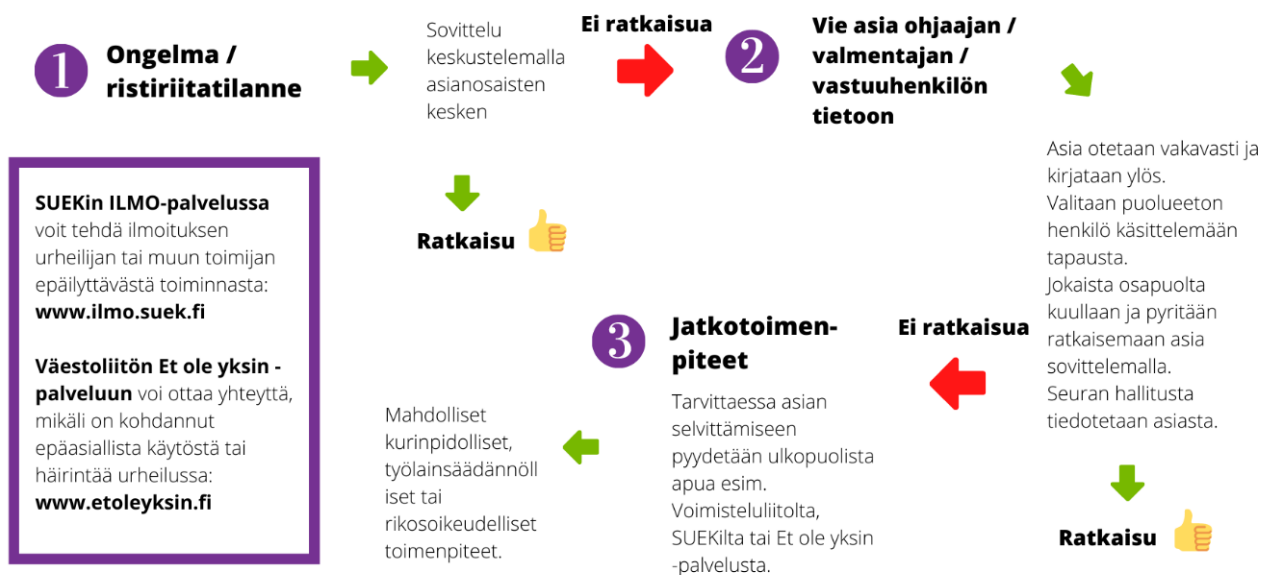 1
Ongelma /
ristiriitatilanne
Sovittelu
keskustelemalla
asianosaisten
kesken
Ei ratkaisua
2
Vie asia ohjaajan /
valmentajan /
vastuuhenkilön
tietoon
Asia otetaan vakavasti ja
kirjataan ylös.
Valitaan puolueeton
henkilö käsittelemään
tapausta.
Jokaista osapuolta
kuullaan ja pyritään
ratkaisemaan asia
sovittelemalla.
Seuran hallitusta
tiedotetaan asiasta.
Ratkaisu
Ratkaisu
Ei ratkaisua
3
Jatkotoimen-
piteet
Tarvittaessa asian
selvittämiseen
pyydetään ulkopuolista
apua esim.
Voimisteluliitolta,
SUEKilta tai Et ole yksin
-palvelusta.
Mahdolliset
kurinpidolliset,
työlainsäädännöll
iset tai
rikosoikeudelliset
toimenpiteet.
SUEKin ILMO-palvelussa
voit tehdä ilmoituksen
urheilijan tai muun toimijan
epäilyttävästä toiminnasta:
www.ilmo.suek.fi
Väestoliitön Et ole yksin -
palveluun voi ottaa yhteyttä,
mikäli on kohdannut
epäasiallista käytöstä tai
häirintää urheilussa:
www.etoleyksin.fi